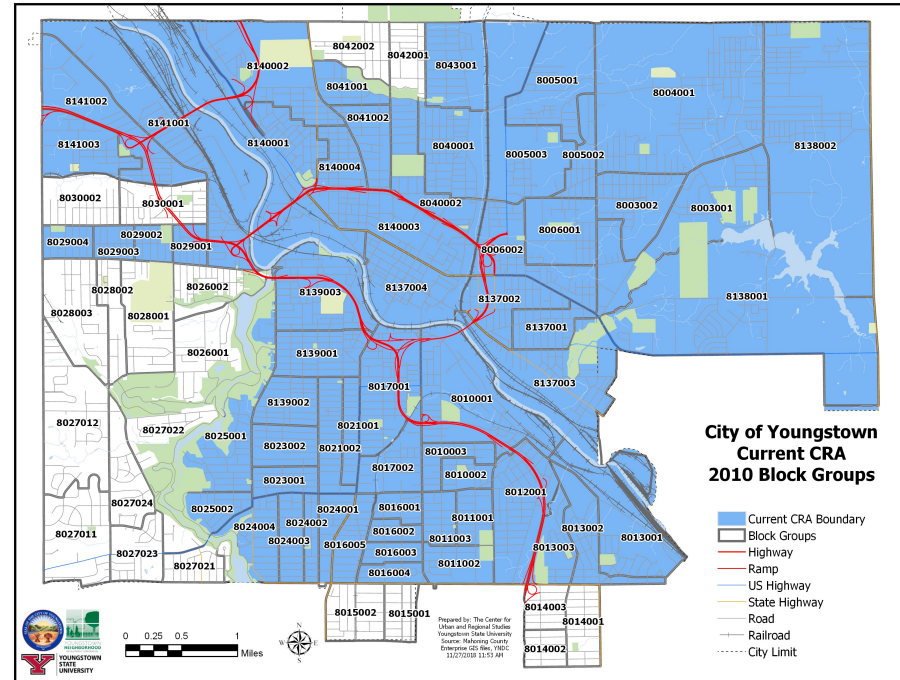 8042002
8042001
8043001
8140002
8005001
8041001
8004001
8141002
8041002
8141001
8141003
8140001
8040001
8138002
8005003
8005002
8140004
8030002
8030001
8040002
8003002
8003001
8140003
8006001
8029004
8029002
8029003
8029001
8006002
8028002
8026002
8139003
8137004
8137002
8138001
8028003
8028001
8137001
8026001
8139001
8137003
8017001
8139002
8010001
8027012
8027022
8025001
8021001
8023002
8021002
8010003
8017002
8010002
8023001
8012001
8027024
8025002
8024001
8016001
8011001
8027011
8024004
8024002
8016002
8013002
8013001
8024003
8016005
8011003
8016003
8013003
8027023
8027021
8016004
8011002
8015002
8015001
8014003
8014001
8014002
City of Youngstown
Current CRA
2010 Block Groups
Current CRA Boundary
Block Groups
Highway
Ramp
US Highway
State Highway
Road
Railroad
City Limit
Prepared by: The Center for
Urban and Regional Studies
Youngstown State University
Source: Mahoning County
Enterprise GIS files, YNDC
11/27/2018 11:53 AM
N
W
E
S
0 0.25 0.5 1
Miles
YOUNGSTOWN
NEIGHBORHOOD
Y
YOUNGSTOWN
STATE
UNIVERSITY